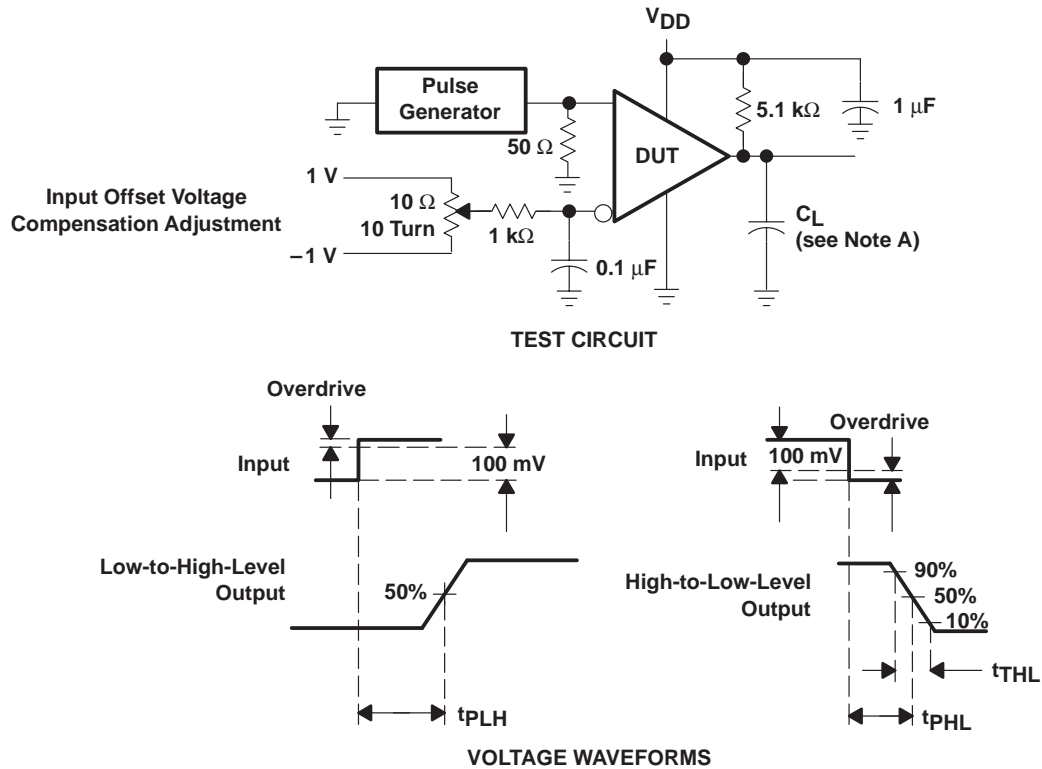 VDD
Pulse
Generator
5.1 kΩ
1 μF
50 Ω
DUT
1 V
Input Offset Voltage
Compensation Adjustment
10 Ω
10 Turn
1 kΩ
CL
(see Note A)
−1 V
0.1 μF
TEST CIRCUIT
Overdrive
Input
100 mV
Low-to-High-Level
Output
50%
tPLH
Overdrive
Input
100 mV
High-to-Low-Level
Output
90%
50%
10%
tTHL
tPHL
VOLTAGE WAVEFORMS